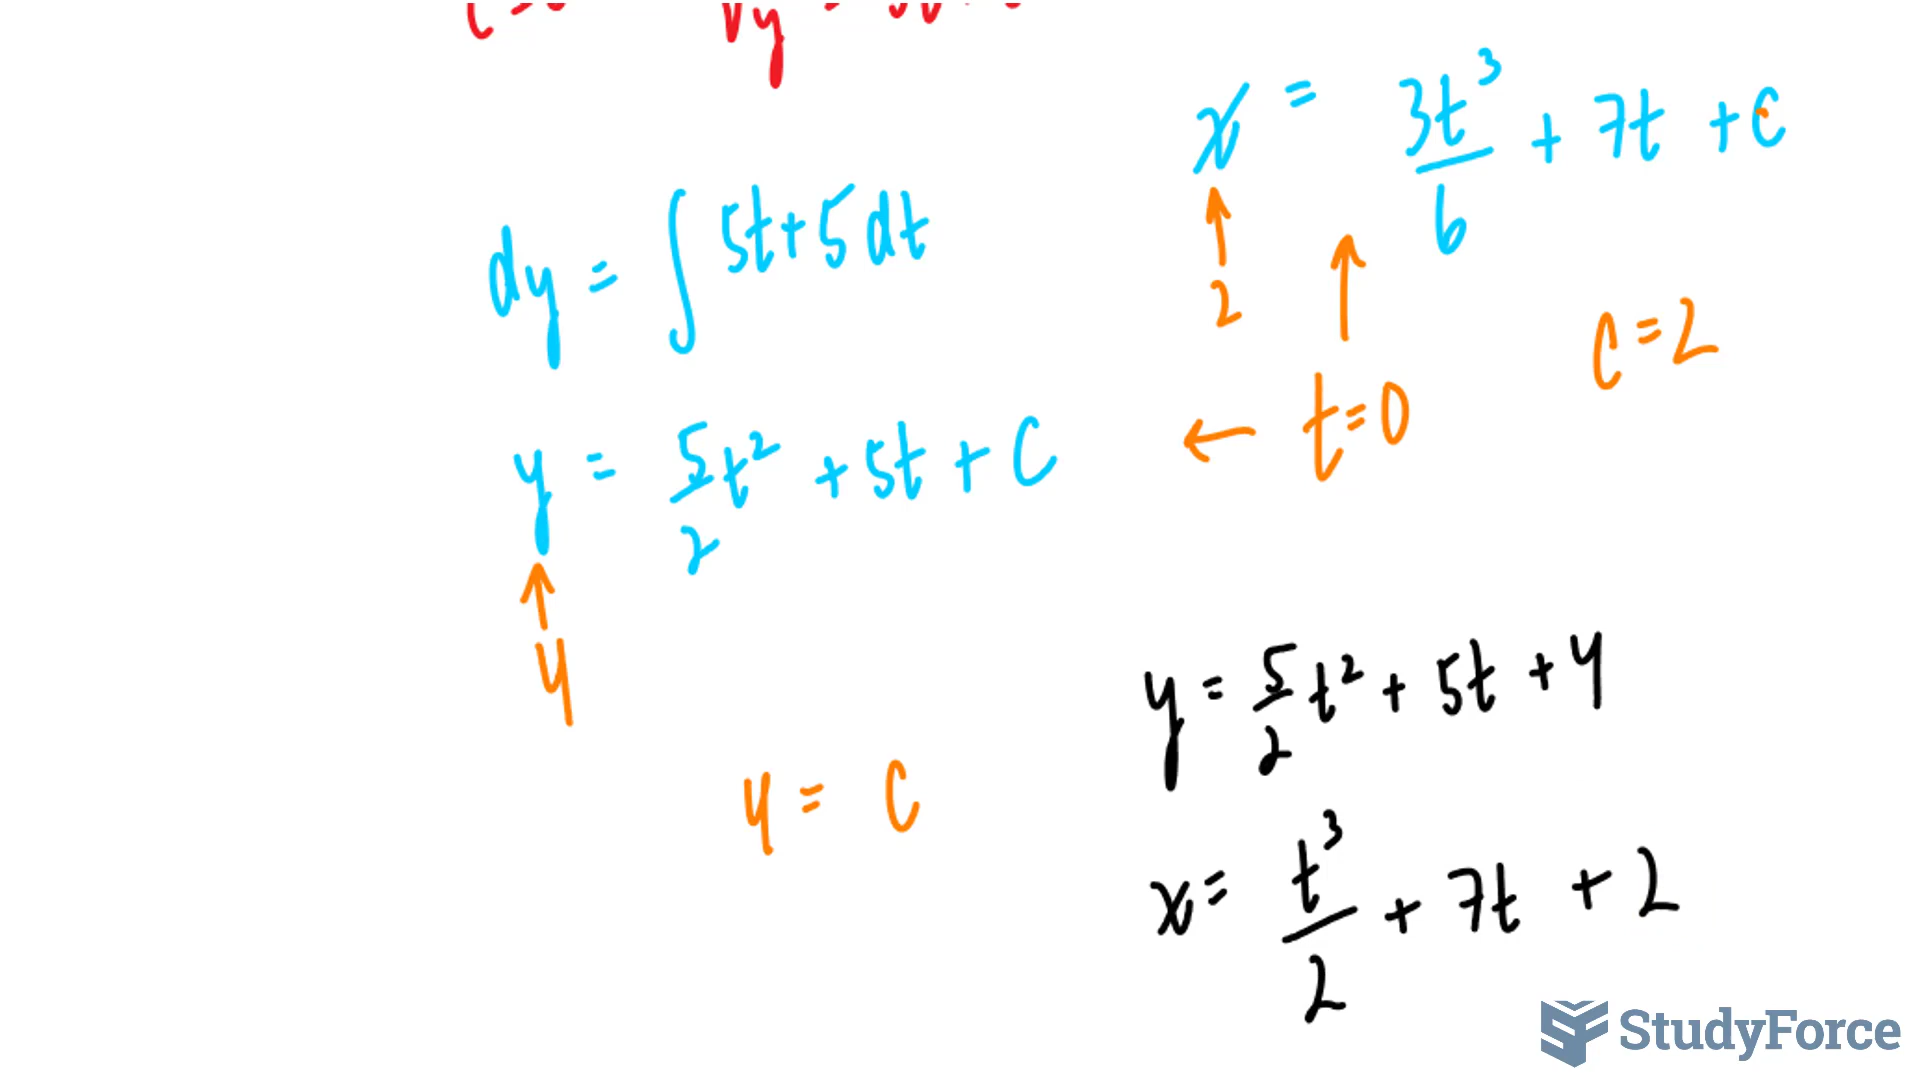 x = 3t³/6 + 7t + C
2
dy = ∫ 5t+5 dt
C = 2
← t=0
y = 5/2 t² + 5t + C
4
y = 5/2 t² + 5t + 4
4 = C
x = t³/2 + 7t + 2
StudyForce